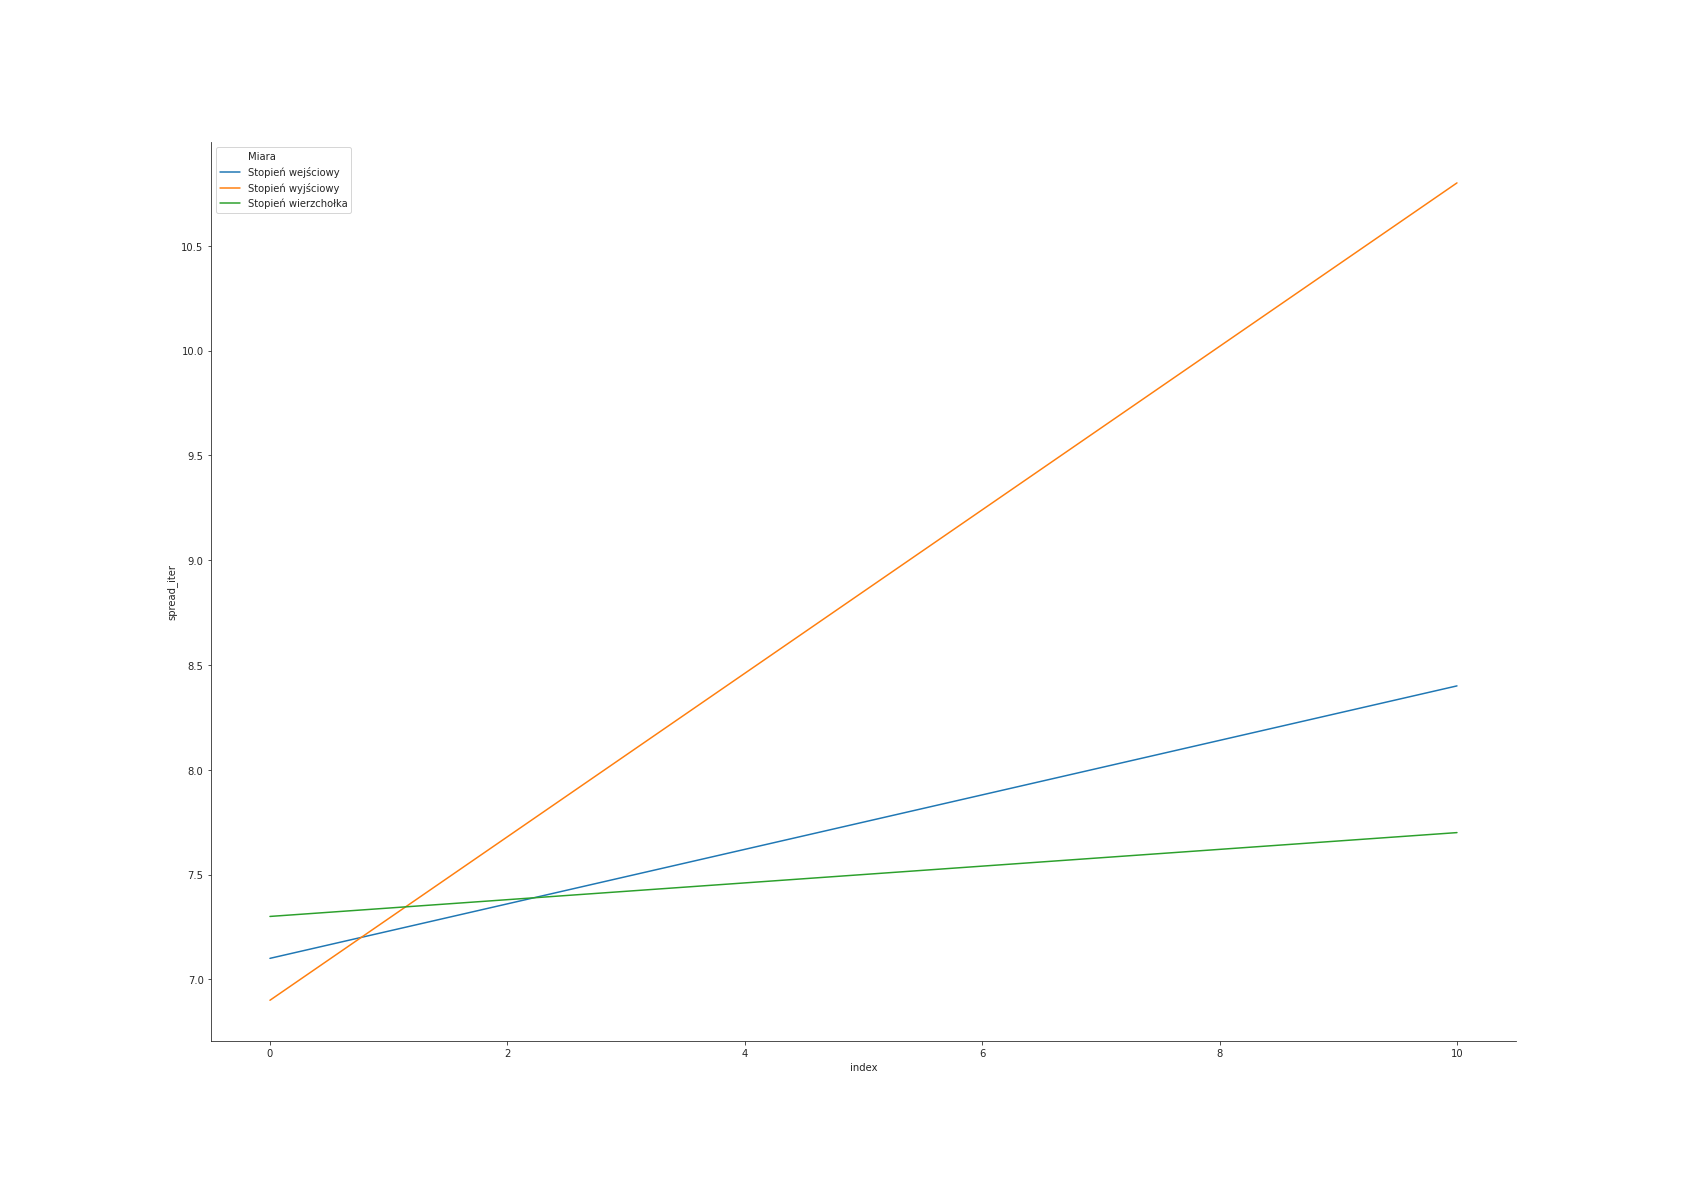 Miara
Stopień wejściowy
Stopień wyjściowy
Stopień wierzchołka
10.5
10.0
9.5
9.0
8.5
8.0
7.5
7.0
spread_iter
0 2 4 6 8 10
index